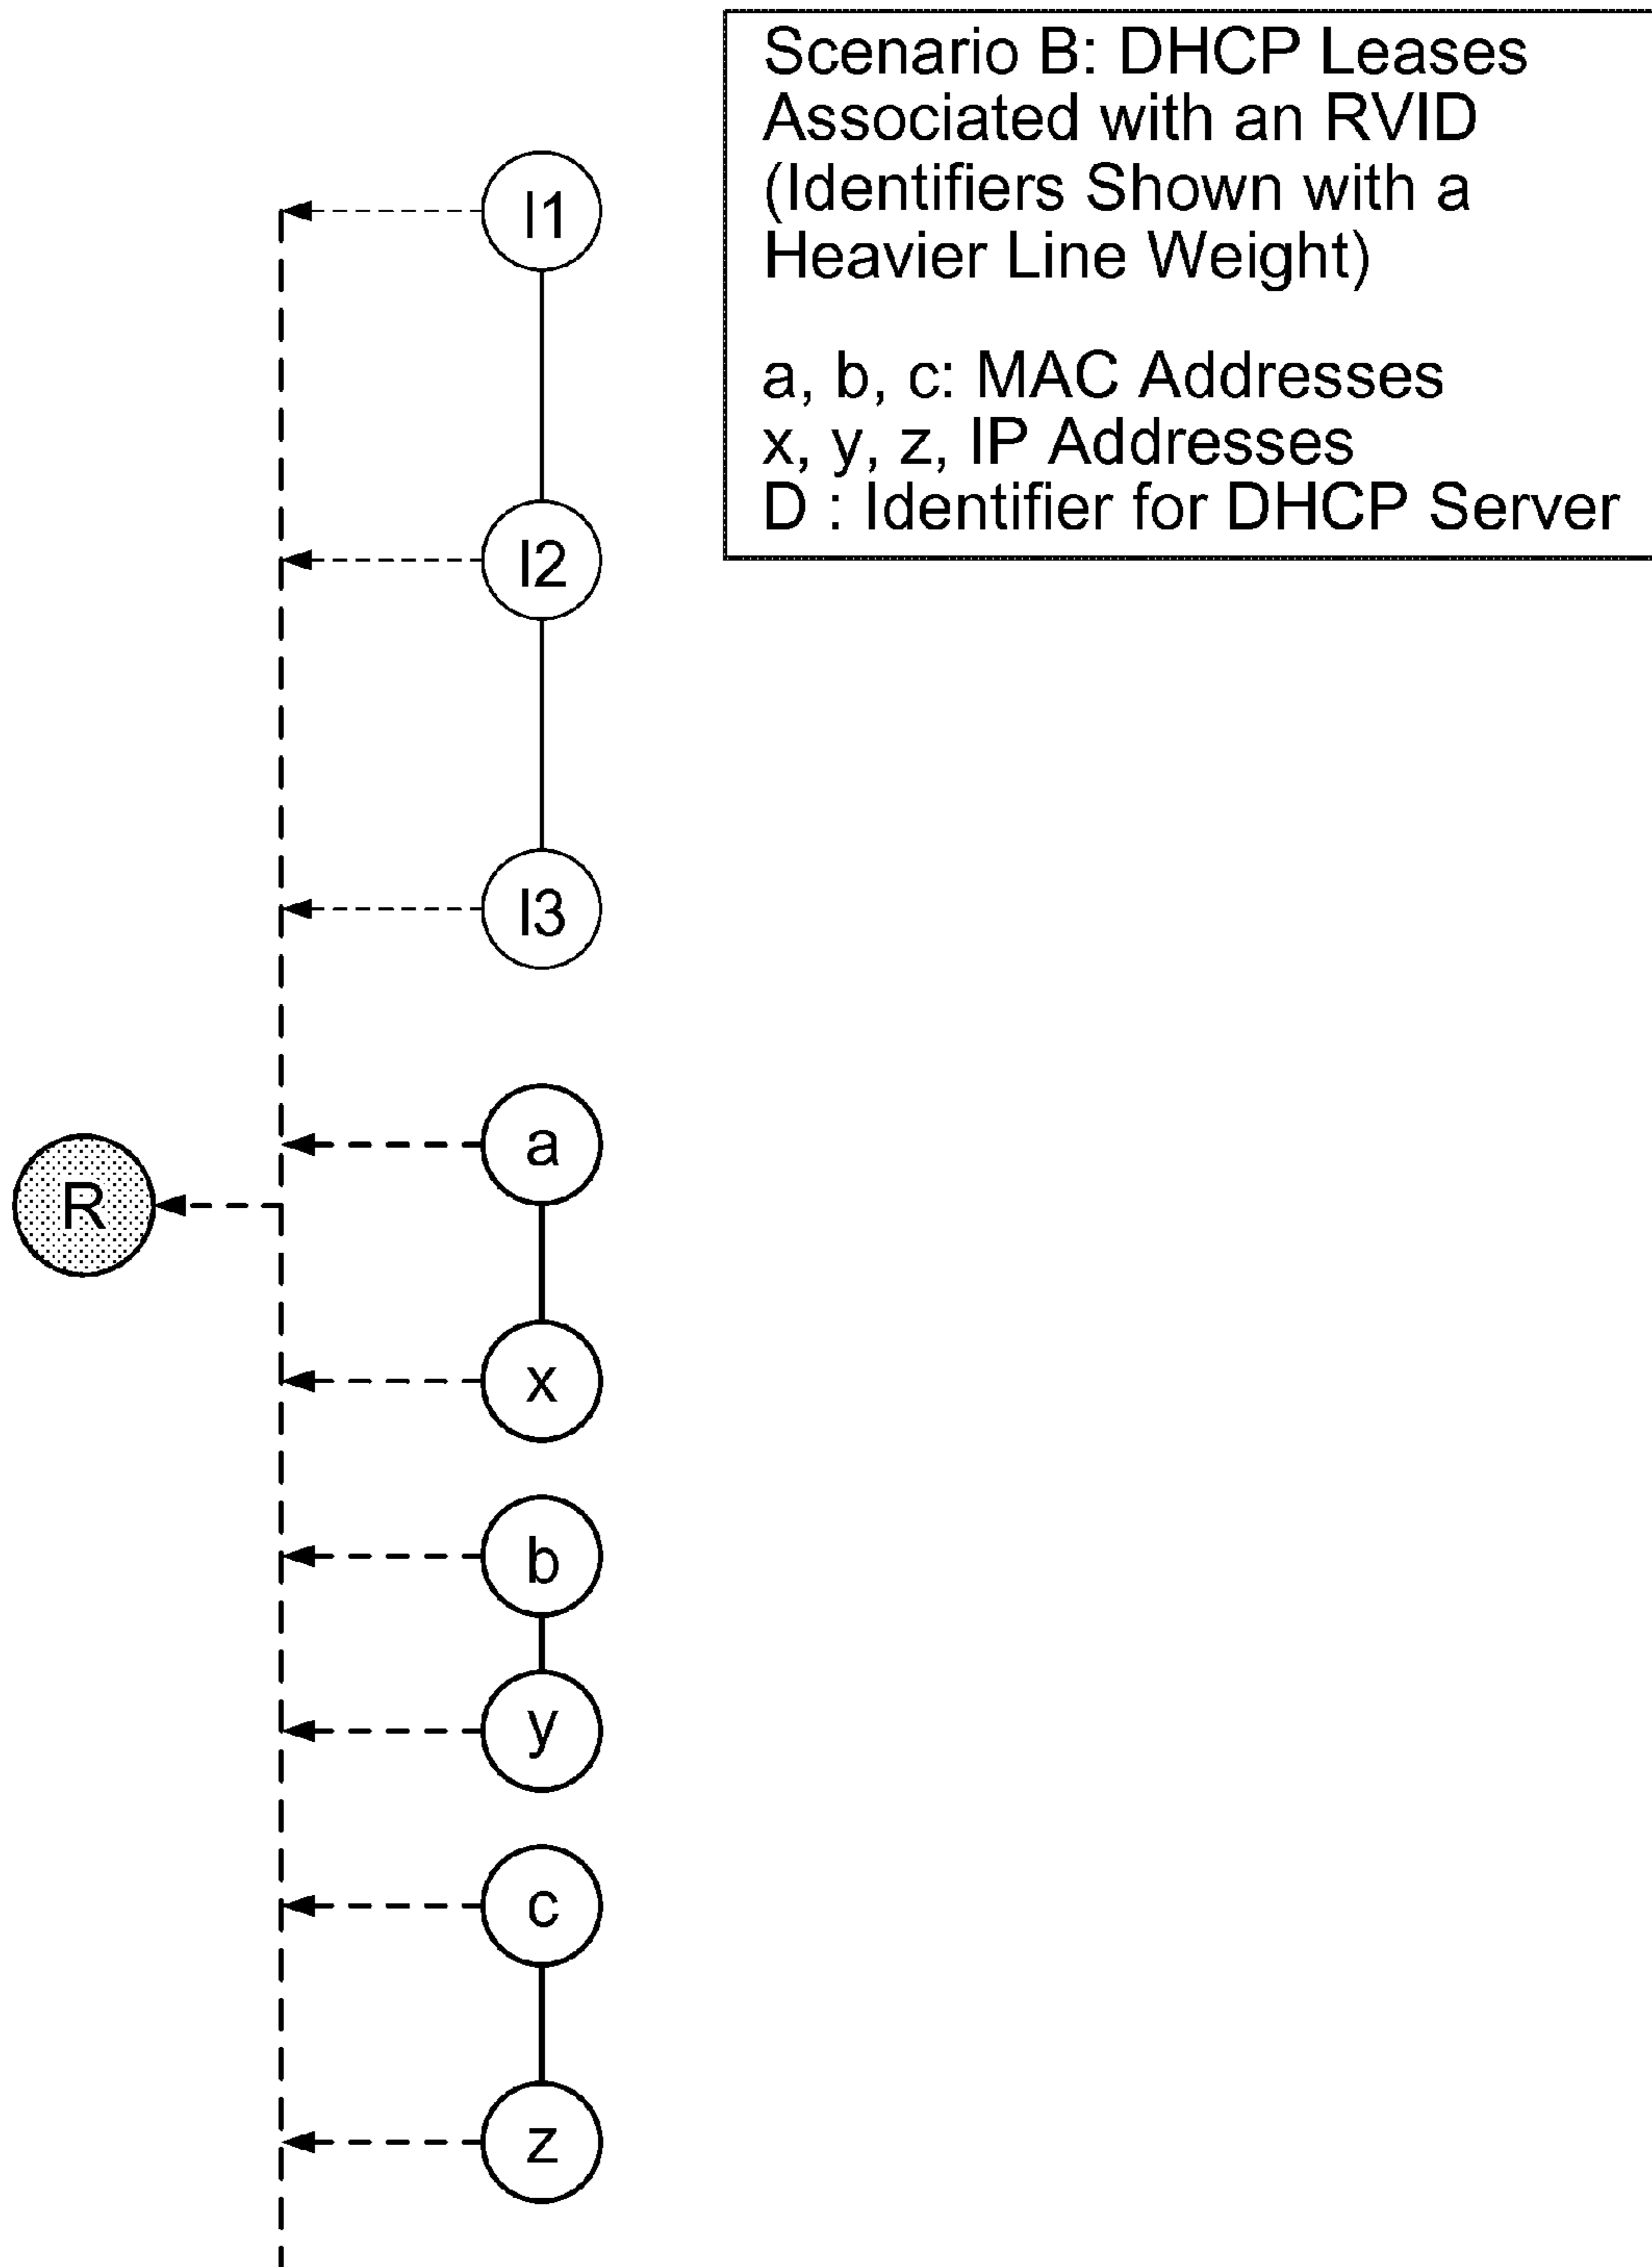 Scenario B: DHCP Leases
Associated with an RVID
(Identifiers Shown with a
Heavier Line Weight)
a, b, c: MAC Addresses
x, y, z, IP Addresses
D : Identifier for DHCP Server
I1
I2
I3
a
R
x
b
y
c
z